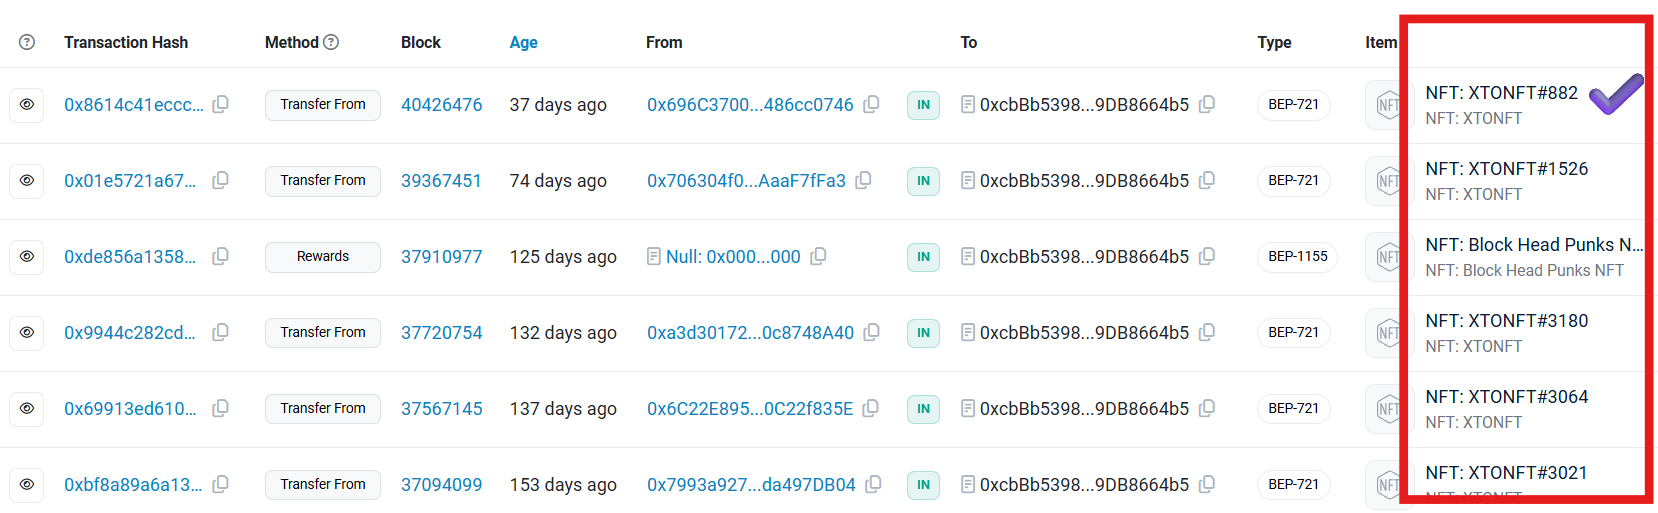 Transaction Hash Method Block Age From To Type Item
0x8614c41eccc... Transfer From 40426476 37 days ago 0x696C3700...486cc0746 IN 0xcbBb5398...9DB8664b5 BEP-721 NFT NFT: XTONFT#882
NFT: XTONFT
0x01e5721a67... Transfer From 39367451 74 days ago 0x706304f0...AaaF7fFa3 IN 0xcbBb5398...9DB8664b5 BEP-721 NFT NFT: XTONFT#1526
NFT: XTONFT
0xde856a1358... Rewards 37910977 125 days ago Null: 0x000...000 IN 0xcbBb5398...9DB8664b5 BEP-1155 NFT NFT: Block Head Punks N...
NFT: Block Head Punks NFT
0x9944c282cd... Transfer From 37720754 132 days ago 0xa3d30172...0c8748A40 IN 0xcbBb5398...9DB8664b5 BEP-721 NFT NFT: XTONFT#3180
NFT: XTONFT
0x69913ed610... Transfer From 37567145 137 days ago 0x6C22E895...0C22f835E IN 0xcbBb5398...9DB8664b5 BEP-721 NFT NFT: XTONFT#3064
NFT: XTONFT
0xbf8a89a6a13... Transfer From 37094099 153 days ago 0x7993a927...da497DB04 IN 0xcbBb5398...9DB8664b5 BEP-721 NFT NFT: XTONFT#3021